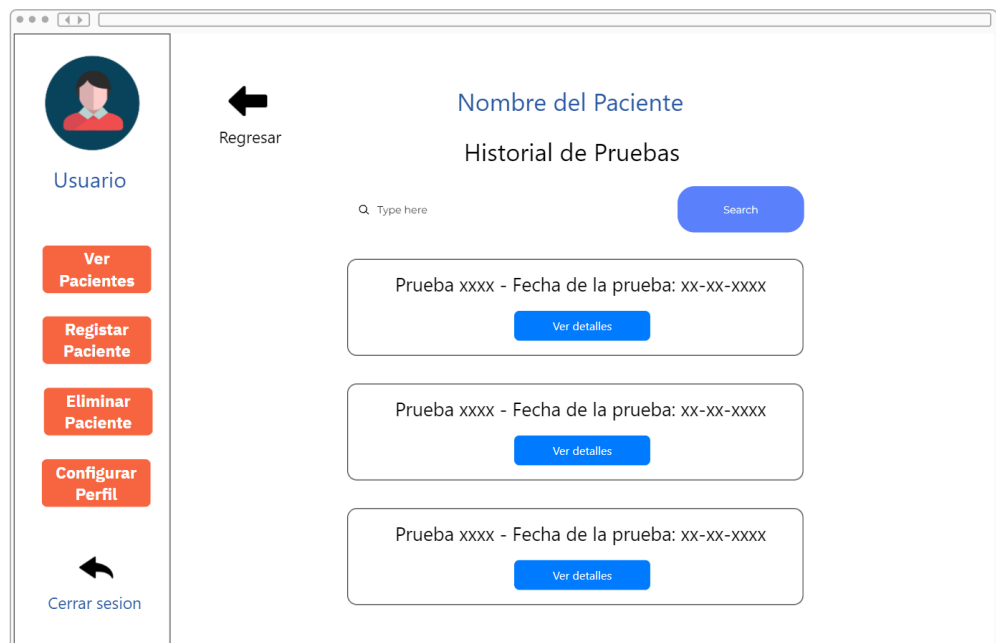 Usuario
Ver
Pacientes
Registar
Paciente
Eliminar
Paciente
Configurar
Perfil
Cerrar sesion
Regresar
Nombre del Paciente
Historial de Pruebas
Type here
Search
Prueba xxxx - Fecha de la prueba: xx-xx-xxxx
Ver detalles
Prueba xxxx - Fecha de la prueba: xx-xx-xxxx
Ver detalles
Prueba xxxx - Fecha de la prueba: xx-xx-xxxx
Ver detalles